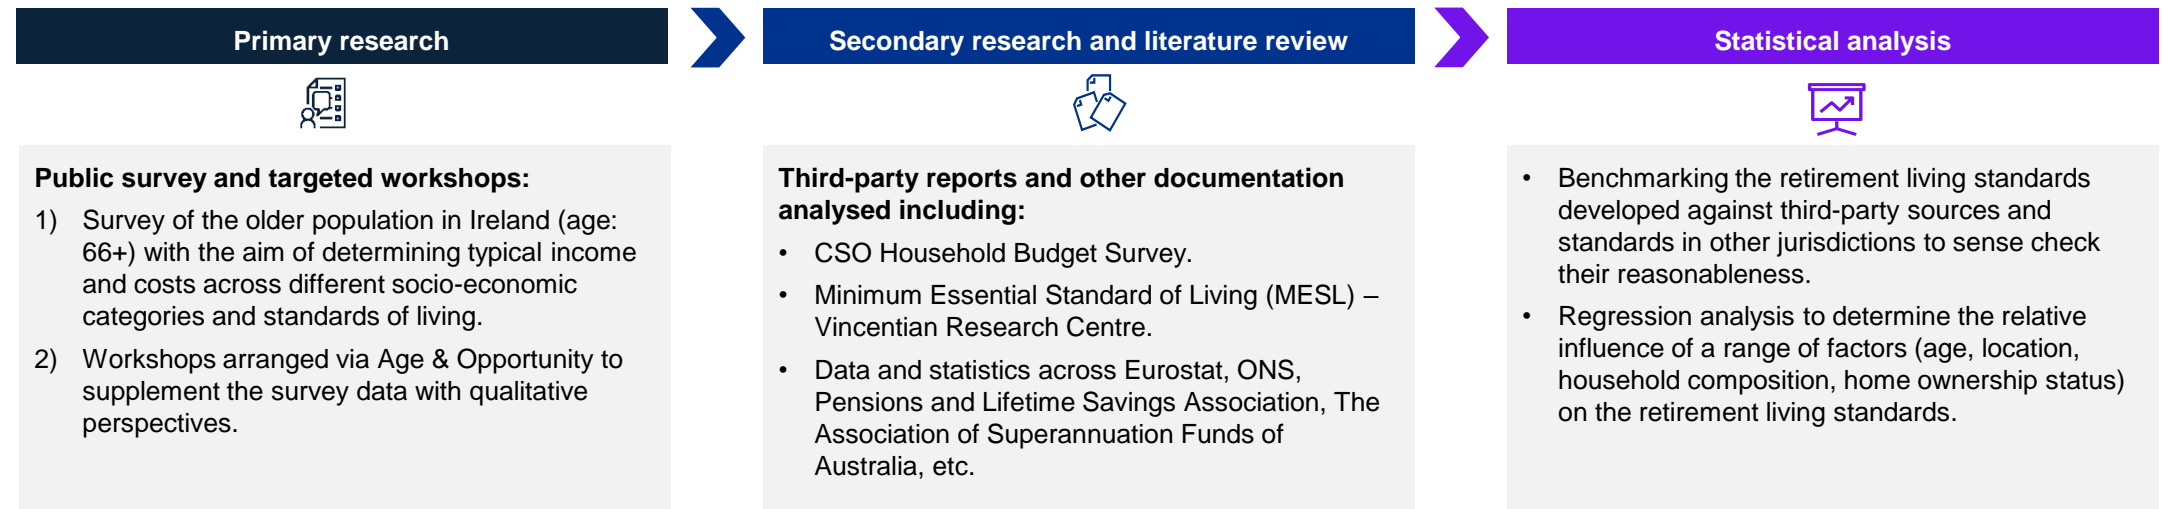 Primary research
Secondary research and literature review
Statistical analysis
Public survey and targeted workshops:
1) Survey of the older population in Ireland (age:
66+) with the aim of determining typical income
and costs across different socio-economic
categories and standards of living.
2) Workshops arranged via Age & Opportunity to
supplement the survey data with qualitative
perspectives.
Third-party reports and other documentation
analysed including:
• CSO Household Budget Survey.
• Minimum Essential Standard of Living (MESL) –
Vincentian Research Centre.
• Data and statistics across Eurostat, ONS,
Pensions and Lifetime Savings Association, The
Association of Superannuation Funds of
Australia, etc.
• Benchmarking the retirement living standards
developed against third-party sources and
standards in other jurisdictions to sense check
their reasonableness.
• Regression analysis to determine the relative
influence of a range of factors (age, location,
household composition, home ownership status)
on the retirement living standards.